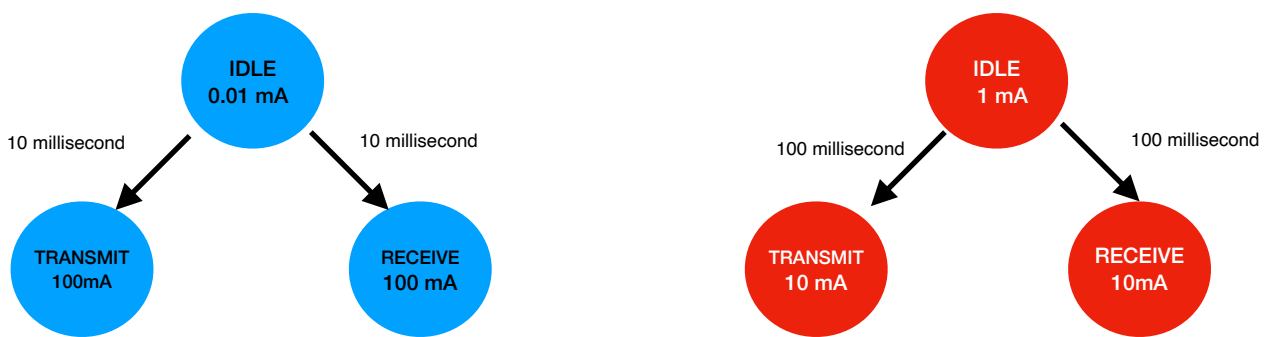 IDLE
0.01 mA
10 millisecond
10 millisecond
TRANSMIT
100mA
RECEIVE
100 mA
IDLE
1 mA
100 millisecond
100 millisecond
TRANSMIT
10 mA
RECEIVE
10mA